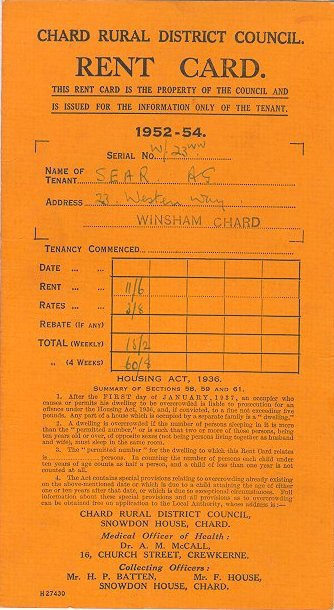 CHARD RURAL DISTRICT COUNCIL.
RENT CARD.
THIS RENT CARD IS THE PROPERTY OF THE COUNCIL AND
IS ISSUED FOR THE INFORMATION ONLY OF THE TENANT.
1952-54.
SERIAL No. W/23
NAME OF
TENANT SEAR AG
ADDRESS 23 Western Way
WINSHAM CHARD
TENANCY COMMENCED
DATE ... ...
RENT ... ... 11/6
RATES ... ... 3/8
REBATE (IF ANY)
TOTAL (WEEKLY) 15/2
„ (4 WEEKS) 60/8
HOUSING ACT, 1936.
SUMMARY OF SECTIONS 58, 59 AND 61.
1. After the FIRST day of JANUARY, 1937, an occupier who
causes or permits his dwelling to be overcrowded is liable to prosecution for an
offence under the Housing Act, 1936, and, if convicted, to a fine not exceeding five
pounds. Any part of a house which is occupied by a separate family is a "dwelling."
2. A dwelling is overcrowded if the number of persons sleeping in it is more
than the "permitted number," or is such that two or more of those persons, being
ten years old or over, of opposite sexes (not being persons living together as husband
and wife), must sleep in the same room.
3. The "permitted number" for the dwelling to which this Rent Card relates
is persons. In counting the number of persons each child under
ten years of age counts as half a person, and a child of less than one year is not
counted at all.
4. The Act contains special provisions relating to overcrowding already existing
on the above-mentioned date or which is due to a child attaining the age of either
one or ten years after that date, or which is due to exceptional circumstances. Full
information about these special provisions and all provisions as to overcrowding
can be obtained free on application to the Local Authority, whose address is:—
CHARD RURAL DISTRICT COUNCIL,
SNOWDON HOUSE, CHARD.
Medical Officer of Health:
Dr. A. M. McCALL,
16, CHURCH STREET, CREWKERNE.
Collecting Officers:
Mr. H. P. BATTEN, Mr. F. HOUSE,
SNOWDON HOUSE, CHARD.
H27430